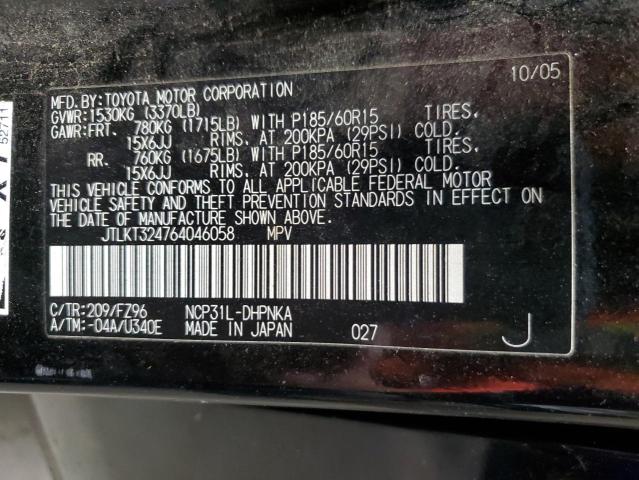 10/05
MFD. BY: TOYOTA MOTOR CORPORATION
GVWR: 1530KG (3370LB)
GAWR: FRT. 780KG (1715LB) WITH P185/60R15 TIRES,
15X6JJ RIMS, AT 200KPA (29PSI) COLD.
RR. 760KG (1675LB) WITH P185/60R15 TIRES,
15X6JJ RIMS, AT 200KPA (29PSI) COLD.
THIS VEHICLE CONFORMS TO ALL APPLICABLE FEDERAL MOTOR
VEHICLE SAFETY AND THEFT PREVENTION STANDARDS IN EFFECT ON
THE DATE OF MANUFACTURE SHOWN ABOVE.
JTLKT324764046058 MPV
C/TR: 209/FZ96 NCP31L-DHPNKA
A/TM: -04A/U340E MADE IN JAPAN 027 J
52711